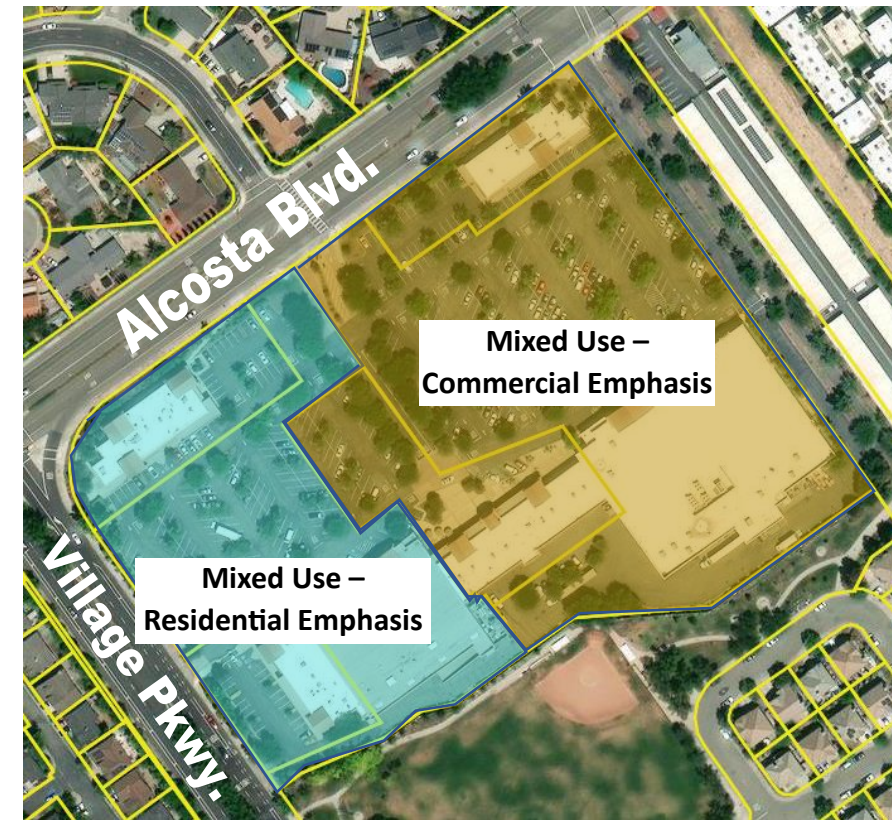 Alcosta Blvd.
Mixed Use –
Commercial Emphasis
Mixed Use –
Residential Emphasis
Village Pkwy.